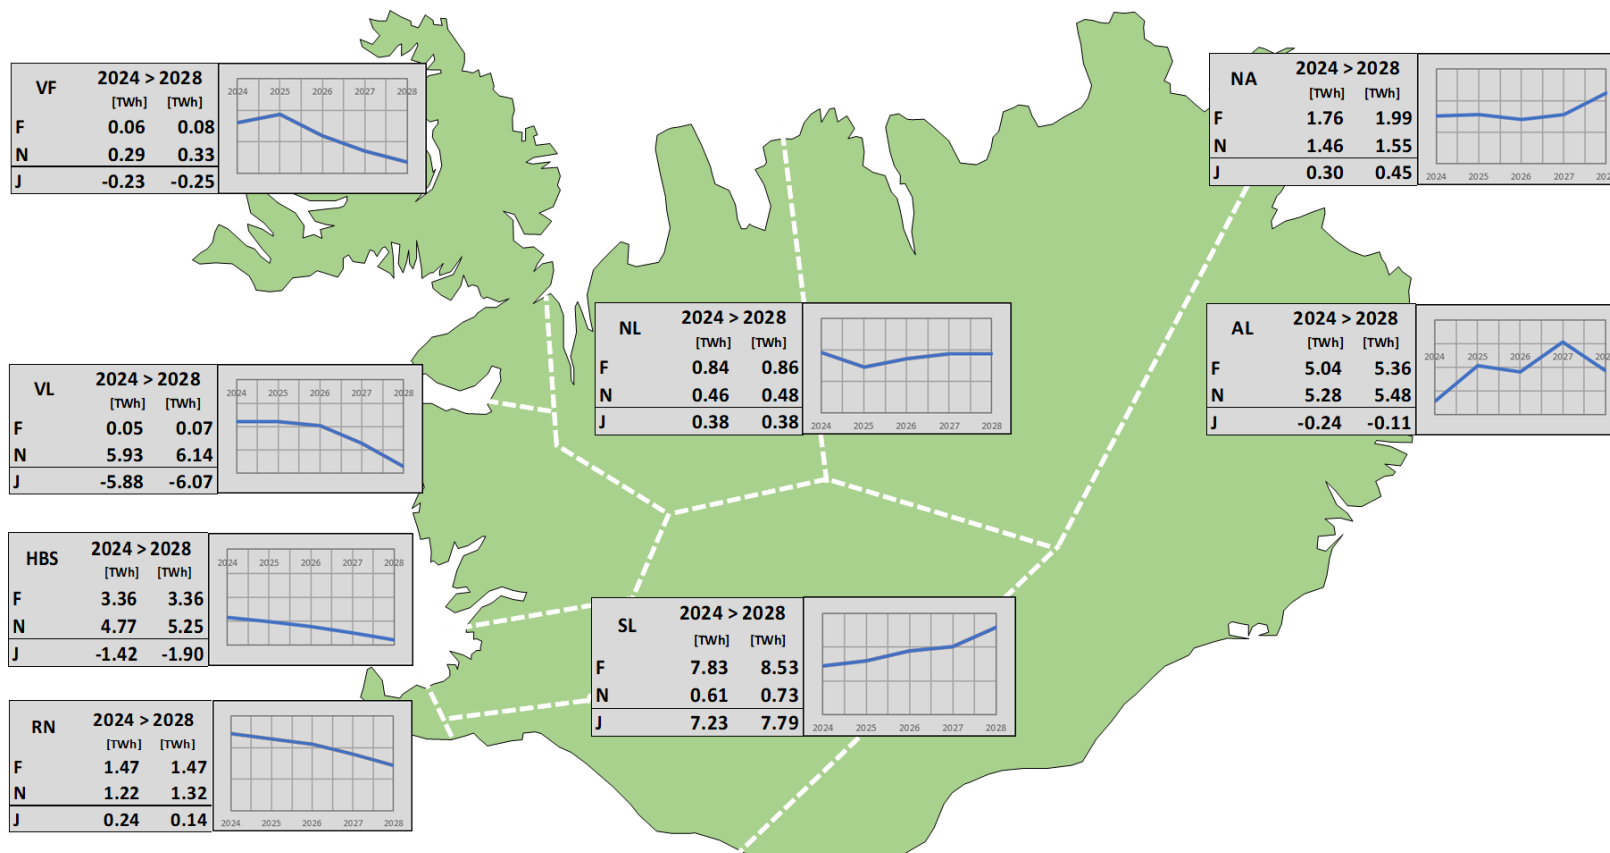 VF 2024 > 2028
[TWh] [TWh]
F 0.06 0.08
N 0.29 0.33
J -0.23 -0.25
2024 2025 2026 2027 2028
NA 2024 > 2028
[TWh] [TWh]
F 1.76 1.99
N 1.46 1.55
J 0.30 0.45
2024 2025 2026 2027
NL 2024 > 2028
[TWh] [TWh]
F 0.84 0.86
N 0.46 0.48
J 0.38 0.38
2024 2025 2026 2027 2028
AL 2024 > 2028
[TWh] [TWh]
F 5.04 5.36
N 5.28 5.48
J -0.24 -0.11
2024 2025 2026 2027
VL 2024 > 2028
[TWh] [TWh]
F 0.05 0.07
N 5.93 6.14
J -5.88 -6.07
2024 2025 2026 2027 2028
HBS 2024 > 2028
[TWh] [TWh]
F 3.36 3.36
N 4.77 5.25
J -1.42 -1.90
2024 2025 2026 2027 2028
SL 2024 > 2028
[TWh] [TWh]
F 7.83 8.53
N 0.61 0.73
J 7.23 7.79
2024 2025 2026 2027 2028
RN 2024 > 2028
[TWh] [TWh]
F 1.47 1.47
N 1.22 1.32
J 0.24 0.14
2024 2025 2026 2027 2028